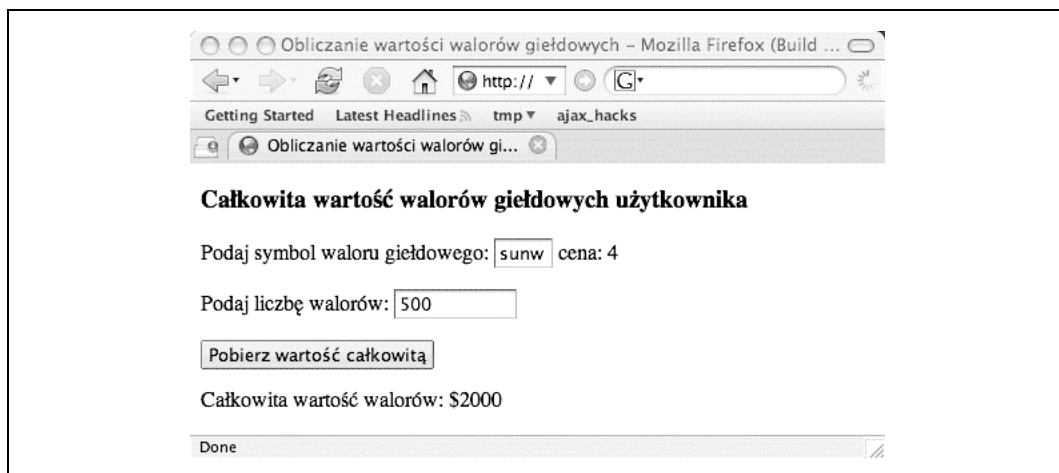 Obliczanie wartości walorów giełdowych – Mozilla Firefox (Build ...
http:// G
Getting Started Latest Headlines tmp ajax_hacks
Obliczanie wartości walorów gi...
Całkowita wartość walorów giełdowych użytkownika
Podaj symbol waloru giełdowego: sunw cena: 4
Podaj liczbę walorów: 500
Pobierz wartość całkowitą
Całkowita wartość walorów: $2000
Done